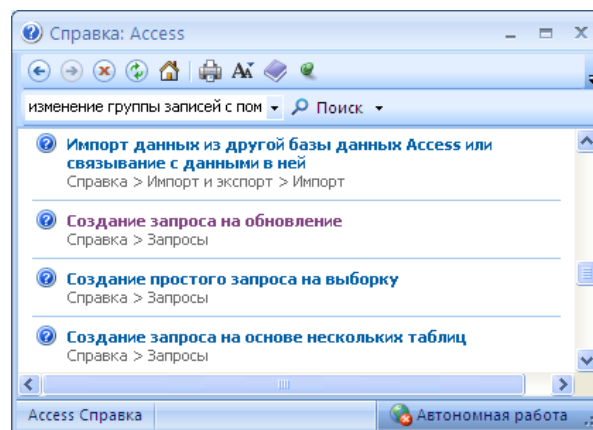 Справка: Access
изменение группы записей с пом
Поиск
Импорт данных из другой базы данных Access или
связывание с данными в ней
Справка > Импорт и экспорт > Импорт
Создание запроса на обновление
Справка > Запросы
Создание простого запроса на выборку
Справка > Запросы
Создание запроса на основе нескольких таблиц
Справка > Запросы
Access Справка
Автономная работа